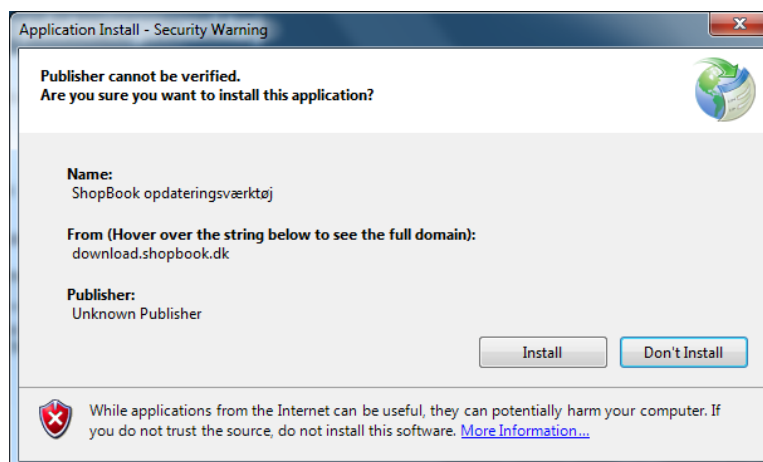 Application Install - Security Warning
Publisher cannot be verified.
Are you sure you want to install this application?
Name:
ShopBook opdateringsværktøj
From (Hover over the string below to see the full domain):
download.shopbook.dk
Publisher:
Unknown Publisher
Install
Don't Install
While applications from the Internet can be useful, they can potentially harm your computer. If
you do not trust the source, do not install this software. More Information...